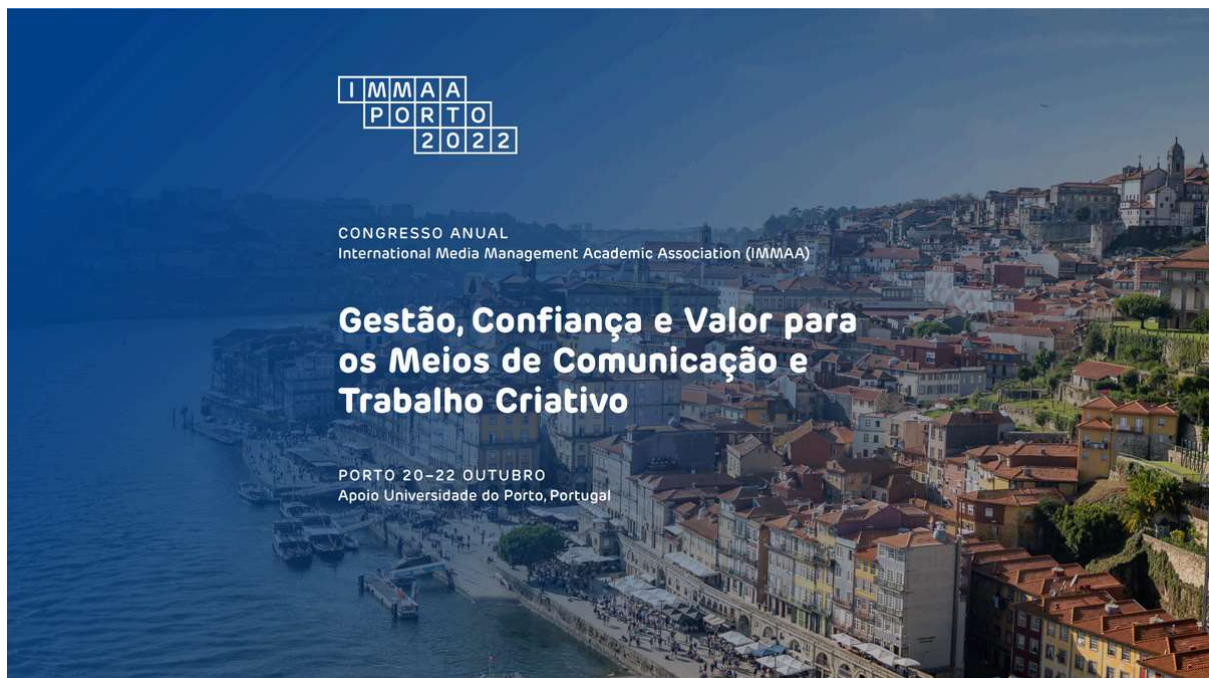 IMMAA
PORTO
2022
CONGRESSO ANUAL
International Media Management Academic Association (IMMAA)
Gestão, Confiança e Valor para
os Meios de Comunicação e
Trabalho Criativo
PORTO 20–22 OUTUBRO
Apoio Universidade do Porto, Portugal